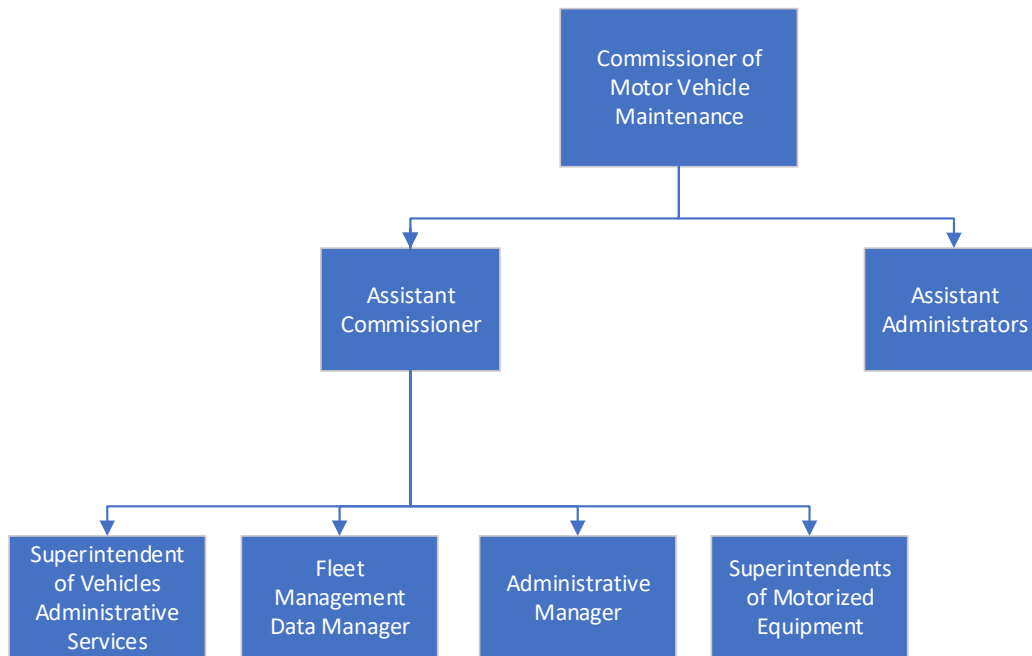 Commissioner of
Motor Vehicle
Maintenance
Assistant
Commissioner
Assistant
Administrators
Superintendent
of Vehicles
Administrative
Services
Fleet
Management
Data Manager
Administrative
Manager
Superintendents
of Motorized
Equipment